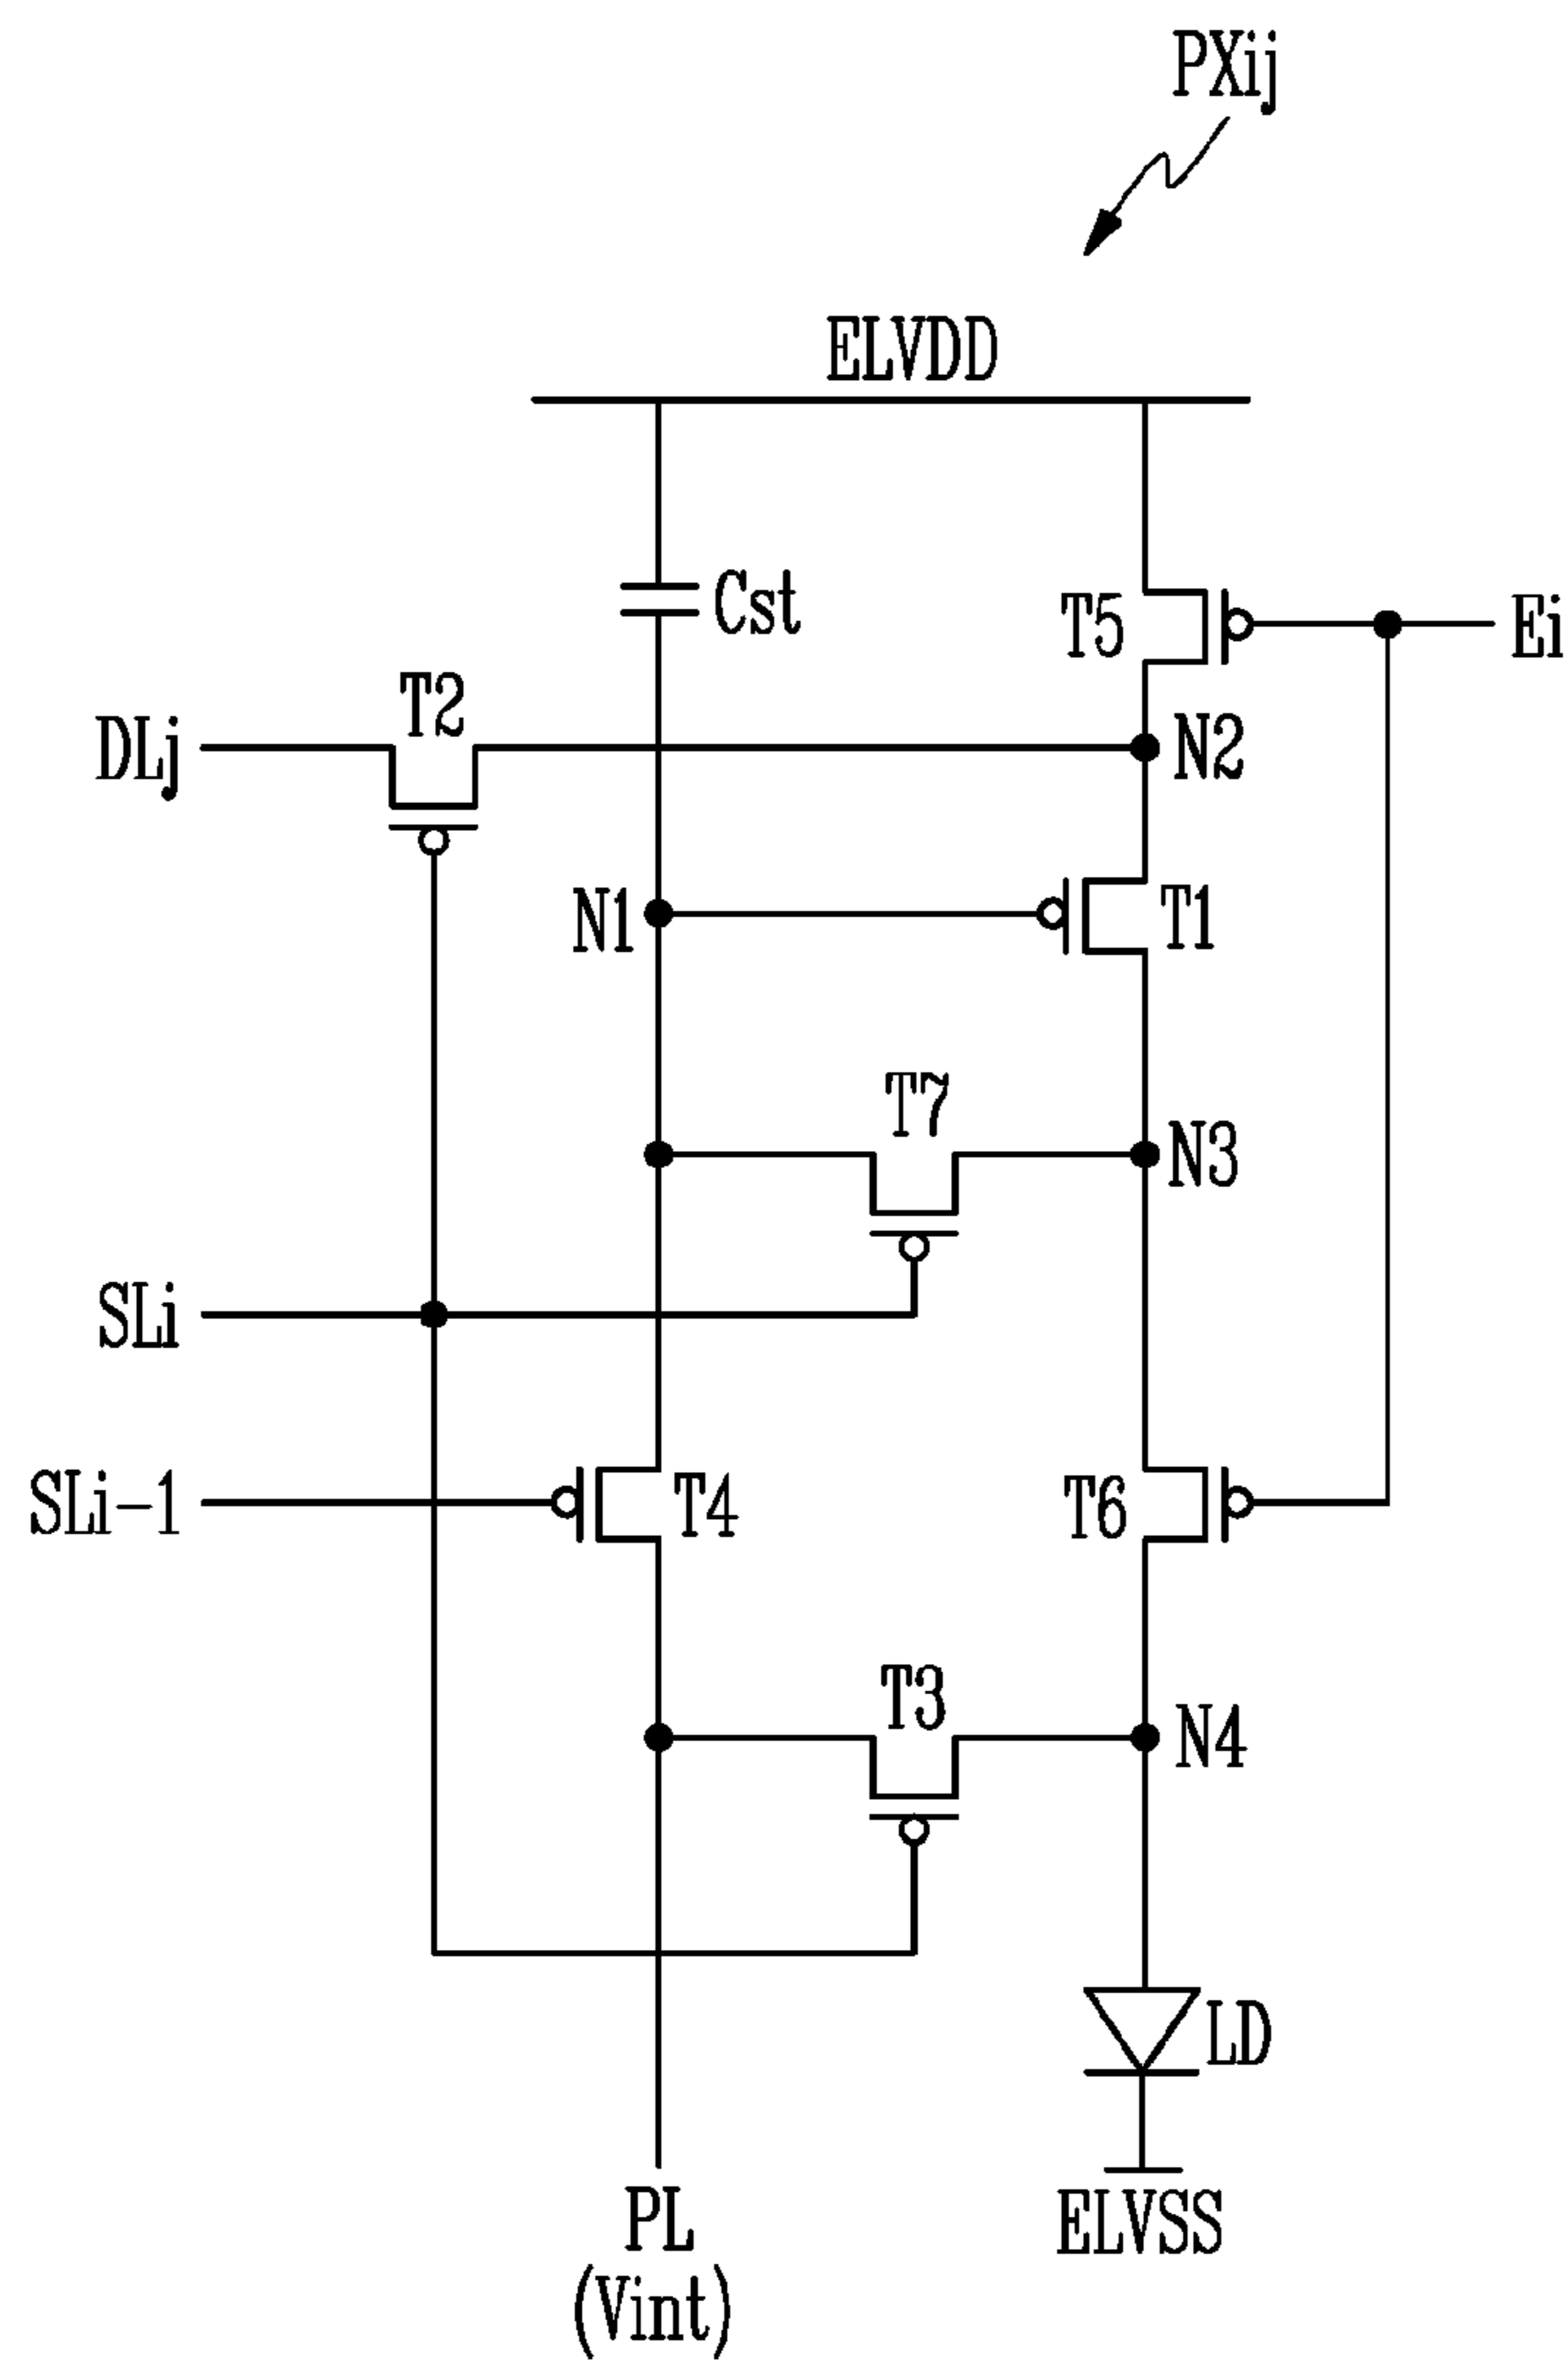 PXij
ELVDD
Cst
T5
Ei
T2
DLj
N2
N1
T1
T7
N3
SLi
SLi-1
T4
T6
T3
N4
LD
PL
ELVSS
(Vint)